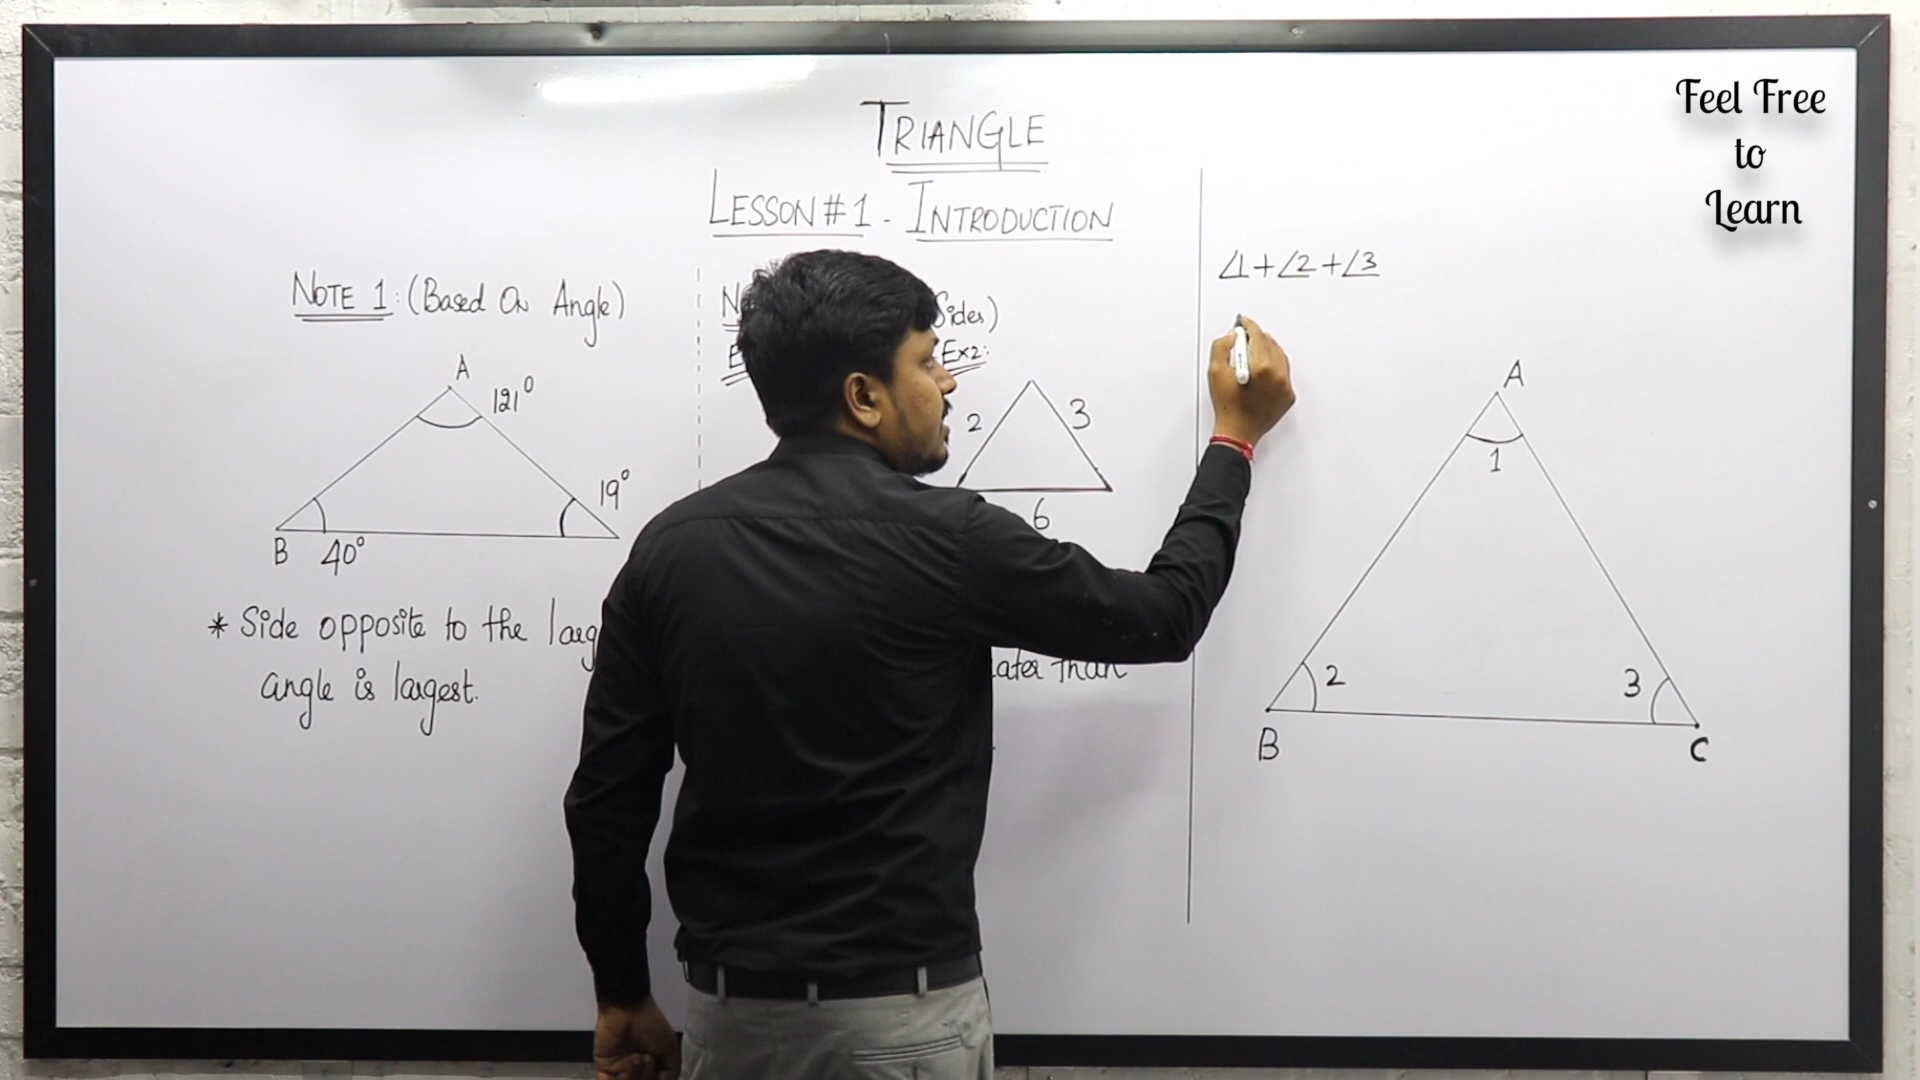 Feel Free
to
Learn
TRIANGLE
LESSON #1 - INTRODUCTION
NOTE 1: (Based On Angle)
A
121°
19°
B 40°
* Side opposite to the
angle is largest.
Sides)
Ex2:
2
3
6
than
∠1+∠2+∠3
A
1
2
3
B
C